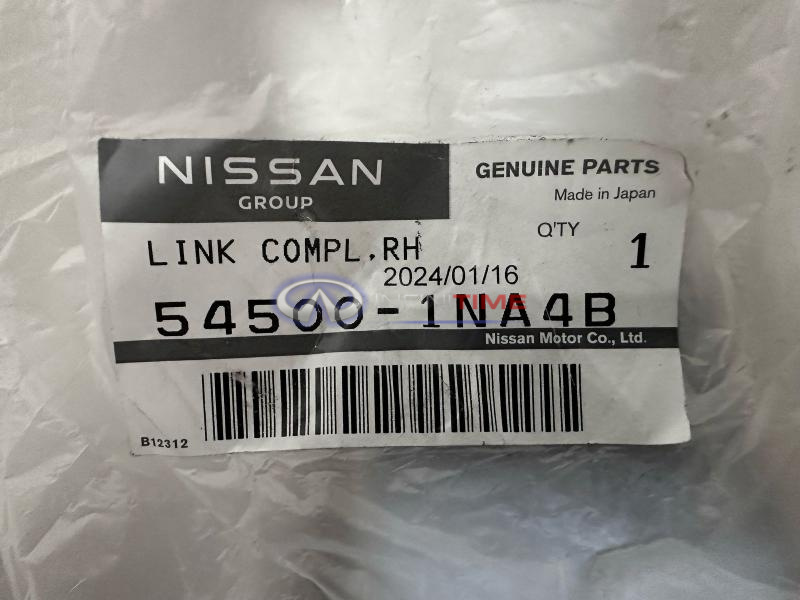 NISSAN
GROUP
GENUINE PARTS
Made in Japan
LINK COMPL,RH
Q'TY 1
2024/01/16
TIME
54500-1NA4B
Nissan Motor Co., Ltd.
B12312